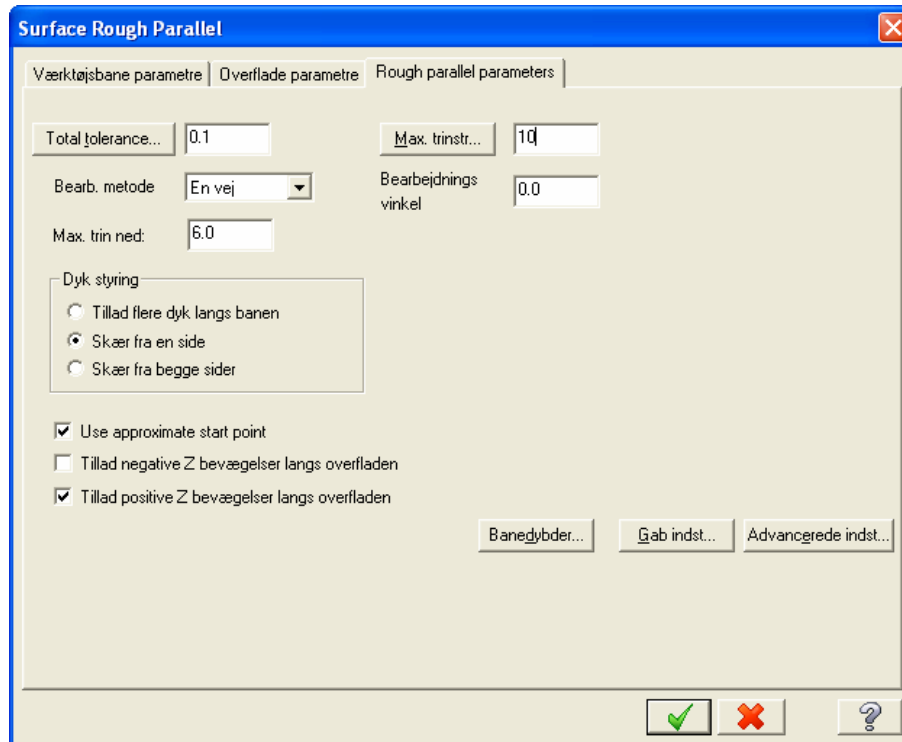 Surface Rough Parallel
Værktøjsbane parametre Overflade parametre Rough parallel parameters
Total tolerance... 0.1 Max. trinstr... 10
Bearb. metode En vej Bearbejdnings
vinkel 0.0
Max. trin ned: 6.0
Dyk styring
Tillad flere dyk langs banen
Skær fra en side
Skær fra begge sider
Use approximate start point
Tillad negative Z bevægelser langs overfladen
Tillad positive Z bevægelser langs overfladen
Banedybder... Gab indst... Advancerede indst...